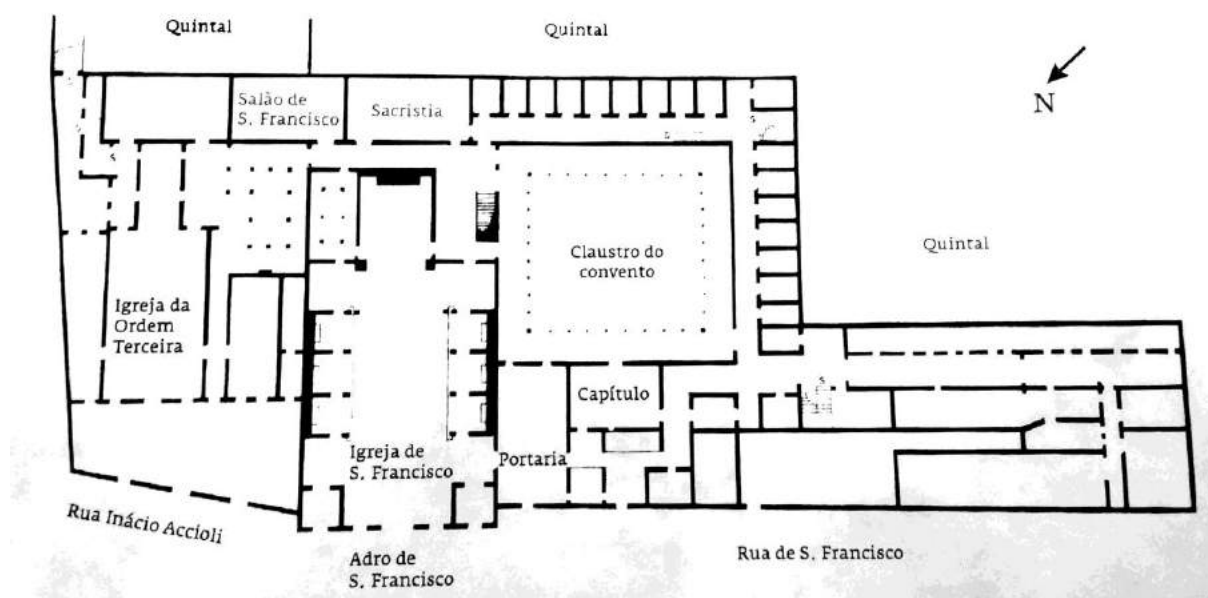 Quintal
Quintal
N
Salão de
S. Francisco
Sacristia
Claustro do
convento
Quintal
Igreja da
Ordem
Terceira
Capítulo
Igreja de
S. Francisco
Portaria
Rua Inácio Accioli
Adro de
S. Francisco
Rua de S. Francisco
s
s
s
s
s